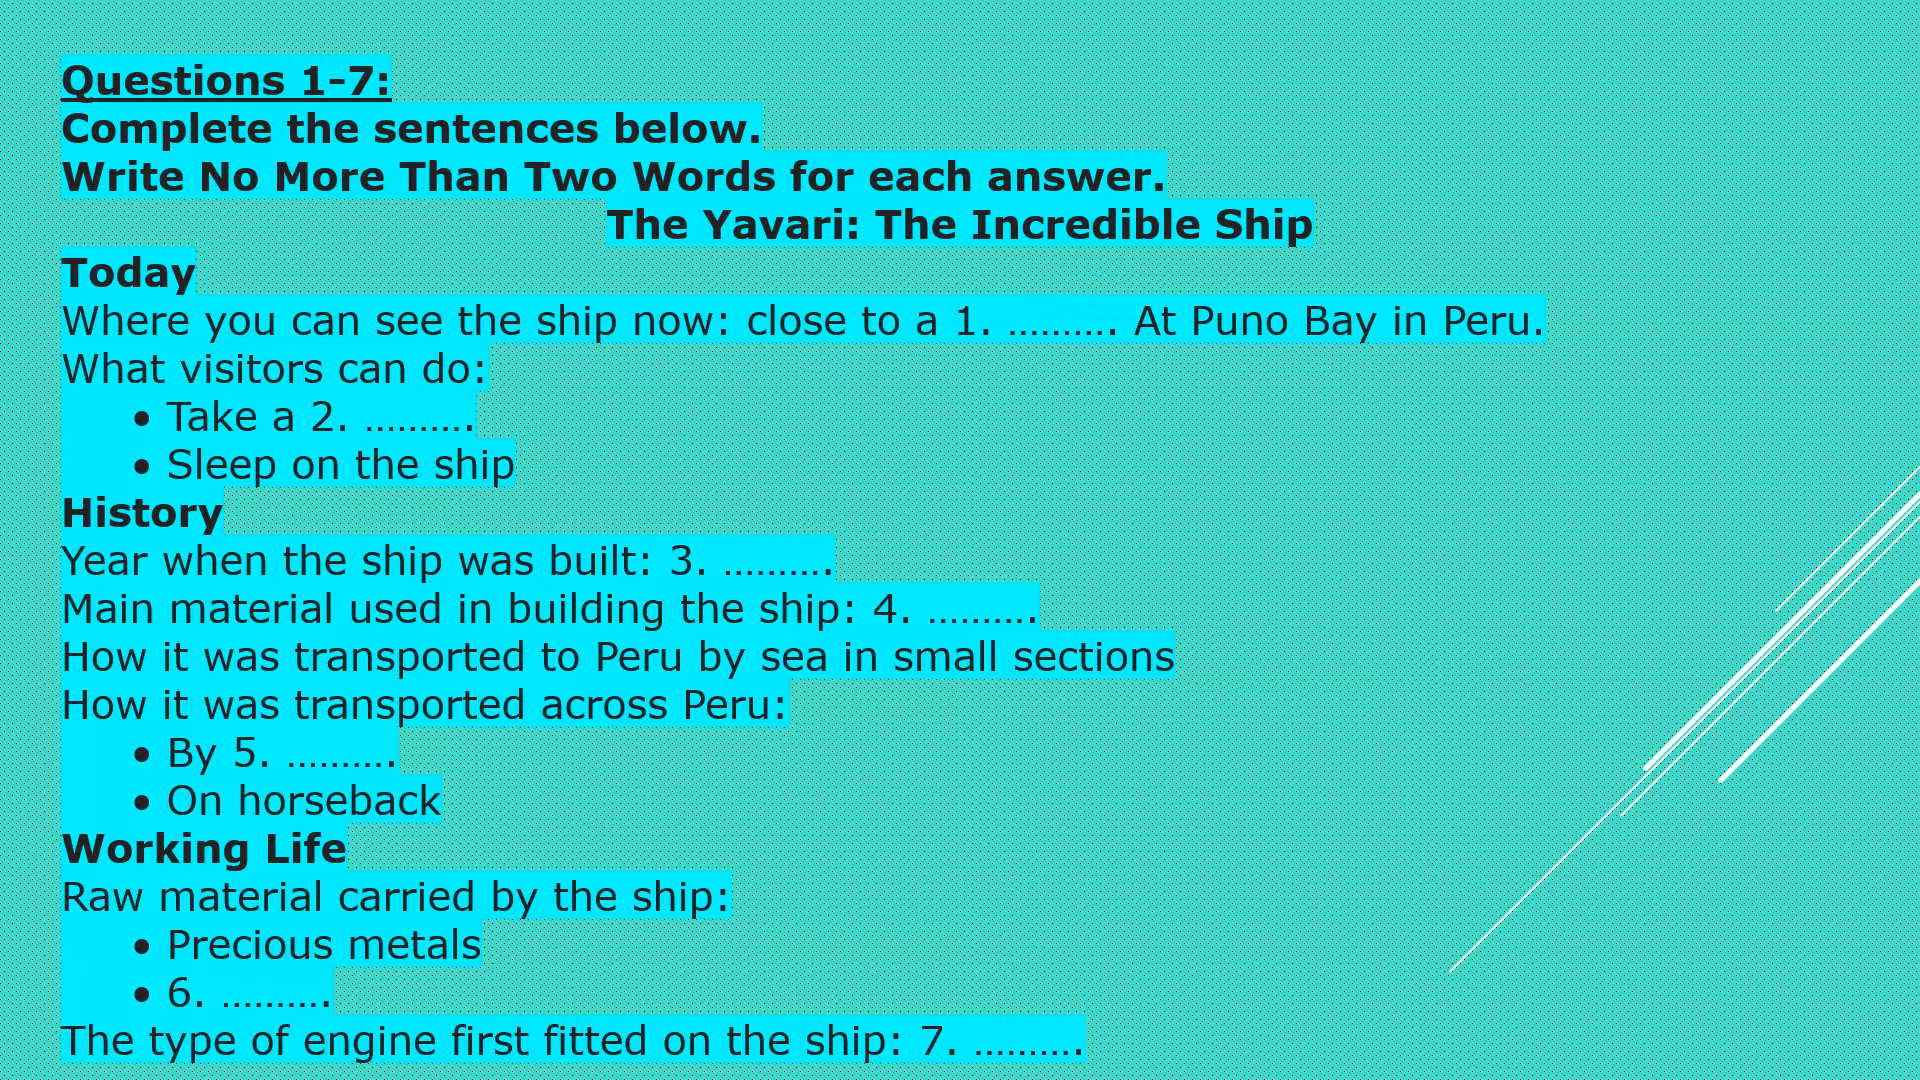 Questions 1-7:
Complete the sentences below.
Write No More Than Two Words for each answer.
The Yavari: The Incredible Ship
Today
Where you can see the ship now: close to a 1. ………. At Puno Bay in Peru.
What visitors can do:
• Take a 2. ……….
• Sleep on the ship
History
Year when the ship was built: 3. ……….
Main material used in building the ship: 4. ……….
How it was transported to Peru by sea in small sections
How it was transported across Peru:
• By 5. ……….
• On horseback
Working Life
Raw material carried by the ship:
• Precious metals
• 6. ……….
The type of engine first fitted on the ship: 7. ……….